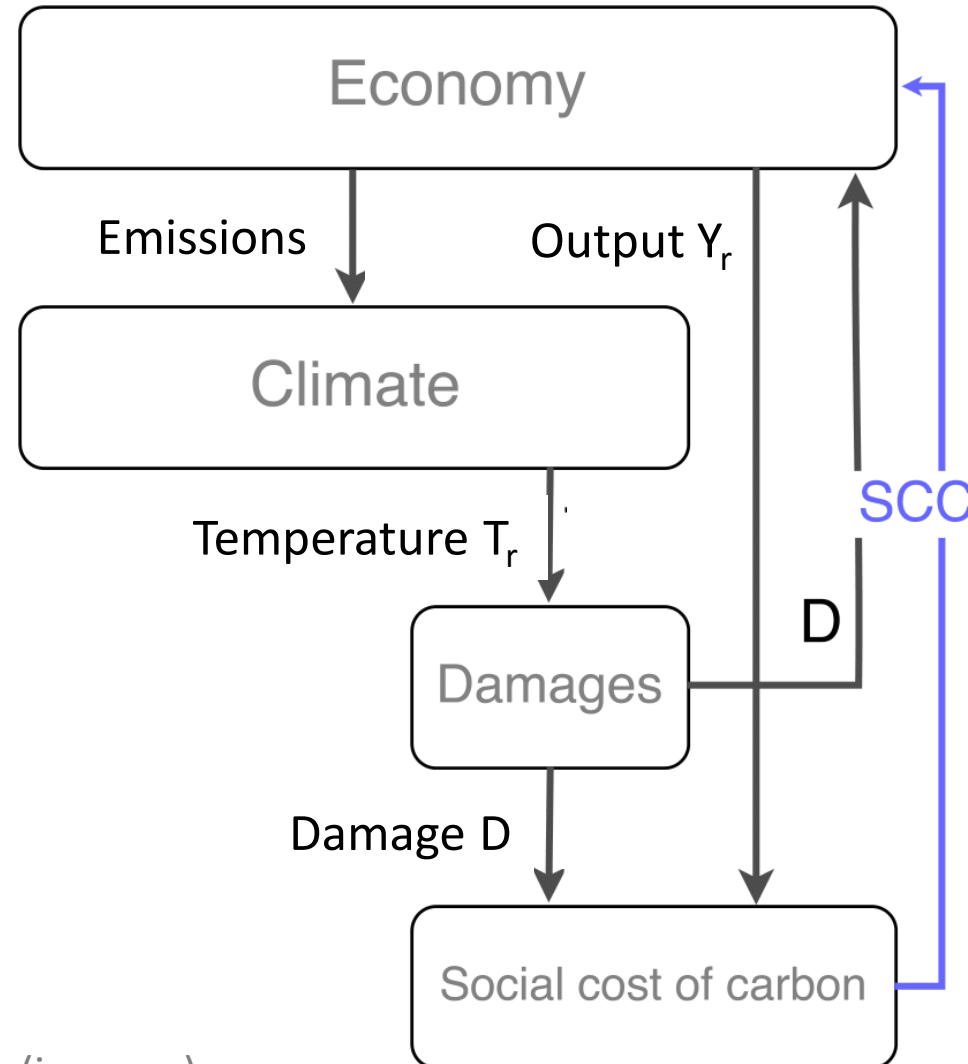 Economy
Emissions
Output Yr
Climate
SCC
Temperature Tr
D
Damages
Damage D
Social cost of carbon